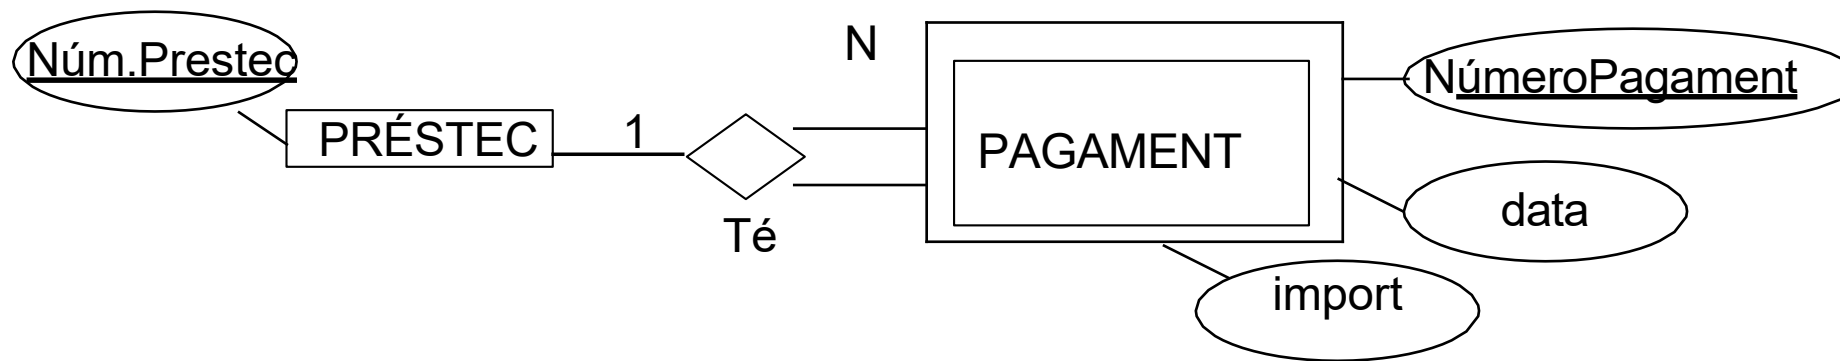 Núm.Prestec
PRÉSTEC
1
Té
N
PAGAMENT
NúmeroPagament
data
import